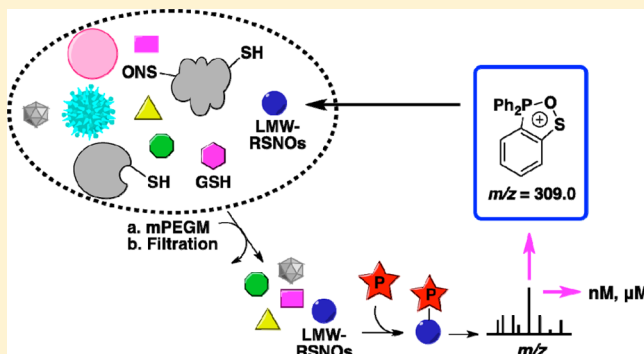 SH
ONS
LMW-
RSNOs
SH
GSH
a. mPEGM
b. Filtration
P
P
LMW-
RSNOs
m/z
nM, μM
Ph2P
O
S
+
m/z = 309.0